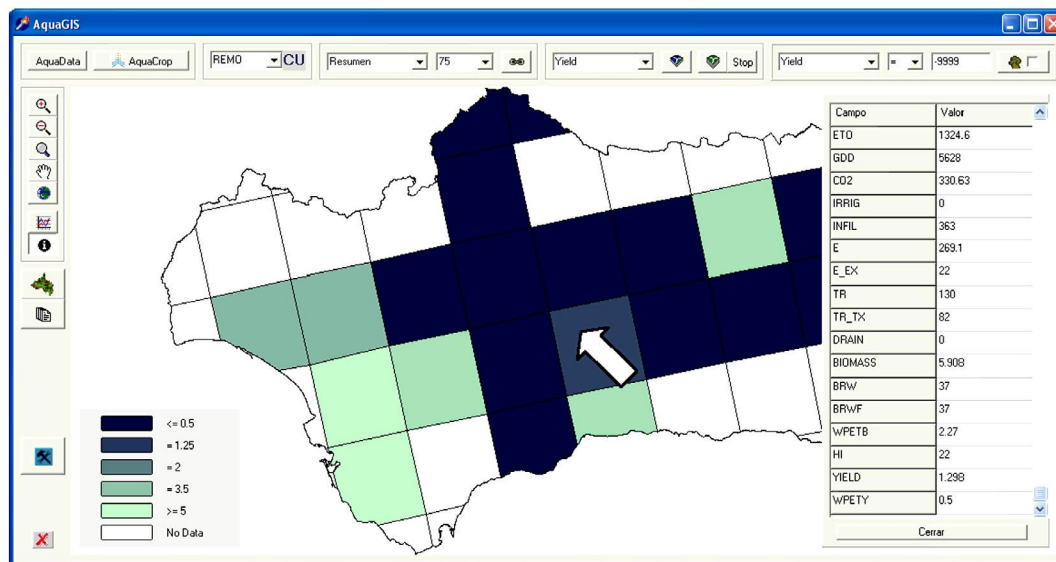 AquaGIS
AquaData AquaCrop REMO CU Resumen 75 Yield Stop Yield = -9999
Campo Valor
ETO 1324.6
GDD 5628
CO2 330.63
IRRIG 0
INFIL 363
E 269.1
E_EX 22
TR 130
TR_TX 82
DRAIN 0
BIOMASS 5.908
BRW 37
BRWF 37
WPETB 2.27
HI 22
YIELD 1.298
WPETY 0.5
Cerrar
<= 0.5
= 1.25
= 2
= 3.5
>= 5
No Data